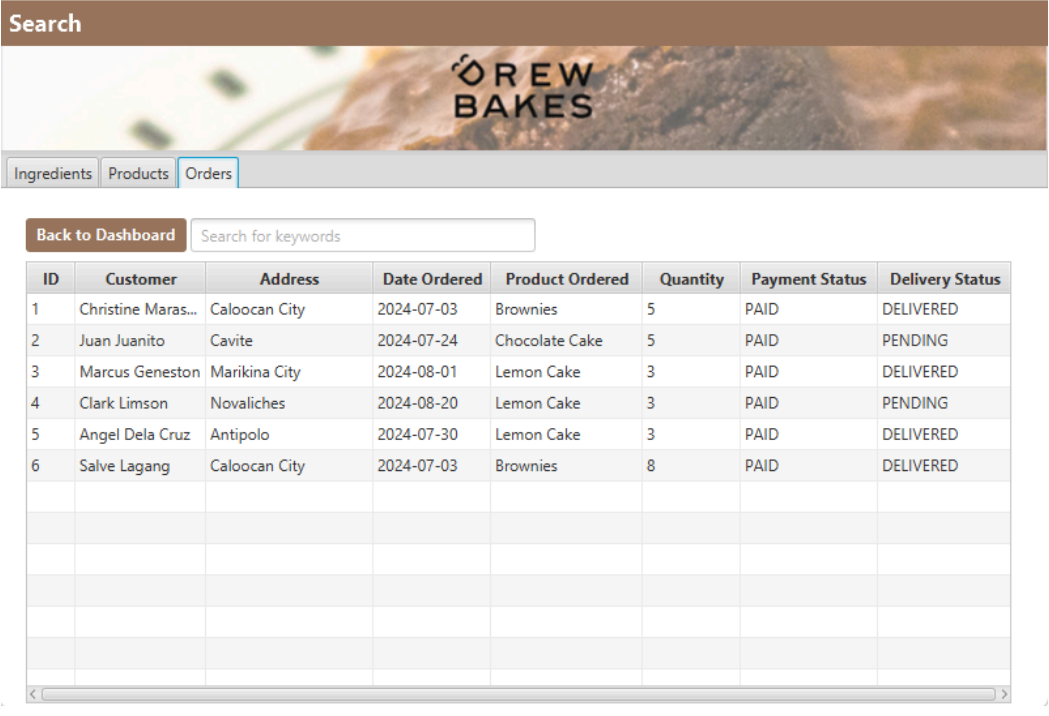 Search
DREW
BAKES
Ingredients Products Orders
Back to Dashboard Search for keywords
ID Customer Address Date Ordered Product Ordered Quantity Payment Status Delivery Status
1 Christine Maras... Caloocan City 2024-07-03 Brownies 5 PAID DELIVERED
2 Juan Juanito Cavite 2024-07-24 Chocolate Cake 5 PAID PENDING
3 Marcus Geneston Marikina City 2024-08-01 Lemon Cake 3 PAID DELIVERED
4 Clark Limson Novaliches 2024-08-20 Lemon Cake 3 PAID PENDING
5 Angel Dela Cruz Antipolo 2024-07-30 Lemon Cake 3 PAID DELIVERED
6 Salve Lagang Caloocan City 2024-07-03 Brownies 8 PAID DELIVERED